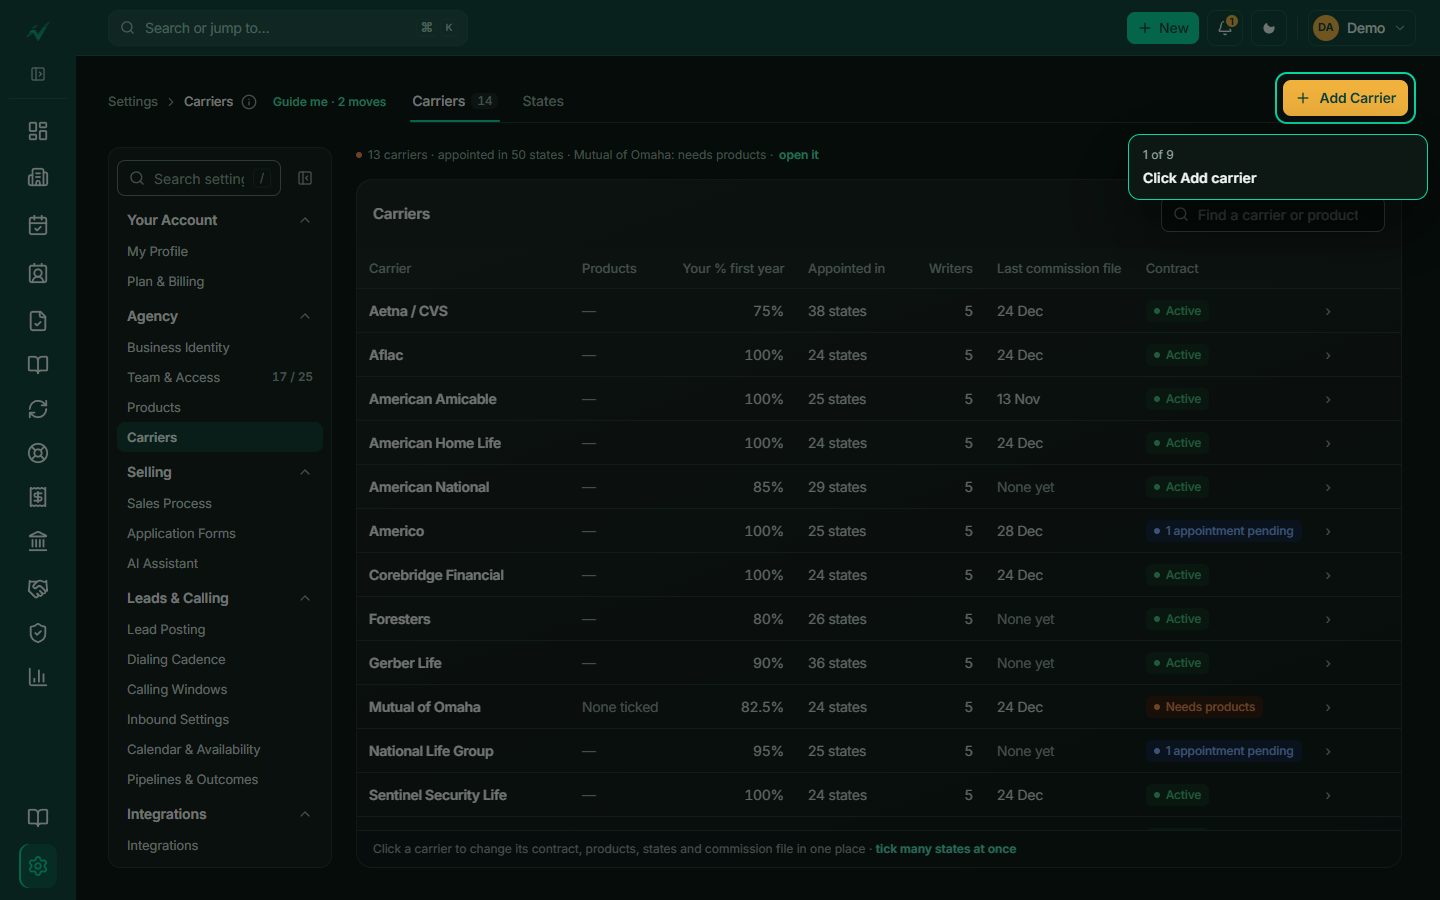 Search or jump to...
⌘ K
+ New
1
DA
Demo
Settings > Carriers
Guide me · 2 moves
Carriers 14
States
+ Add Carrier
1 of 9
Click Add carrier
Search setting /
Your Account
My Profile
Plan & Billing
Agency
Business Identity
Team & Access 17 / 25
Products
Carriers
Selling
Sales Process
Application Forms
AI Assistant
Leads & Calling
Lead Posting
Dialing Cadence
Calling Windows
Inbound Settings
Calendar & Availability
Pipelines & Outcomes
Integrations
Integrations
13 carriers · appointed in 50 states · Mutual of Omaha: needs products · open it
Carriers
Find a carrier or product
Carrier Products Your % first year Appointed in Writers Last commission file Contract
Aetna / CVS — 75% 38 states 5 24 Dec Active
Aflac — 100% 24 states 5 24 Dec Active
American Amicable — 100% 25 states 5 13 Nov Active
American Home Life — 100% 24 states 5 24 Dec Active
American National — 85% 29 states 5 None yet Active
Americo — 100% 25 states 5 28 Dec 1 appointment pending
Corebridge Financial — 100% 24 states 5 24 Dec Active
Foresters — 80% 26 states 5 None yet Active
Gerber Life — 90% 36 states 5 None yet Active
Mutual of Omaha None ticked 82.5% 24 states 5 24 Dec Needs products
National Life Group — 95% 25 states 5 None yet 1 appointment pending
Sentinel Security Life — 100% 24 states 5 24 Dec Active
Click a carrier to change its contract, products, states and commission file in one place · tick many states at once